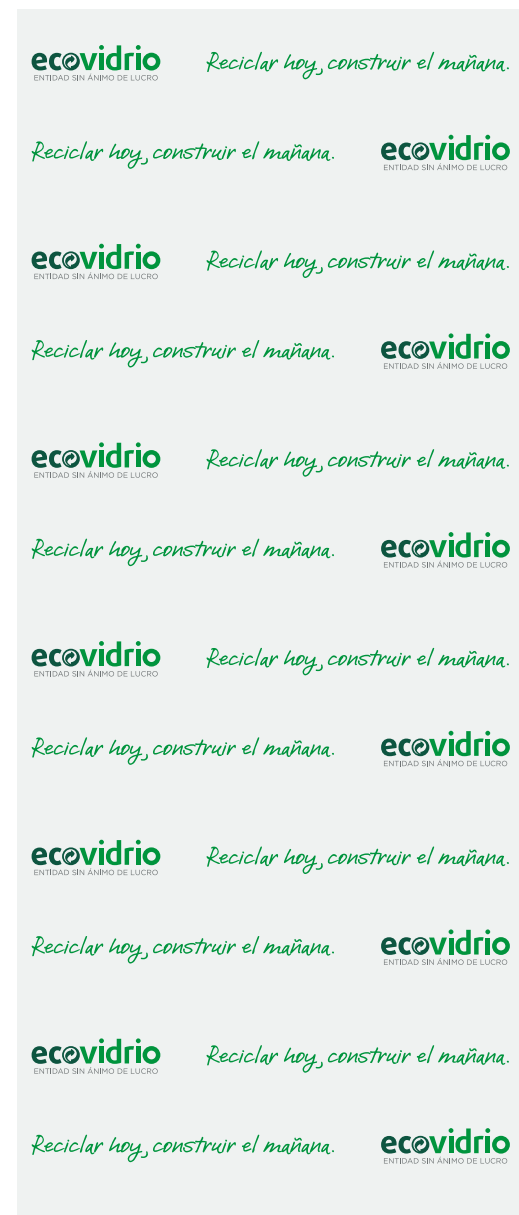 ecovidrio Reciclar hoy, construir el mañana.
ENTIDAD SIN ÁNIMO DE LUCRO
Reciclar hoy, construir el mañana. ecovidrio
ENTIDAD SIN ÁNIMO DE LUCRO
ecovidrio Reciclar hoy, construir el mañana.
ENTIDAD SIN ÁNIMO DE LUCRO
Reciclar hoy, construir el mañana. ecovidrio
ENTIDAD SIN ÁNIMO DE LUCRO
ecovidrio Reciclar hoy, construir el mañana.
ENTIDAD SIN ÁNIMO DE LUCRO
Reciclar hoy, construir el mañana. ecovidrio
ENTIDAD SIN ÁNIMO DE LUCRO
ecovidrio Reciclar hoy, construir el mañana.
ENTIDAD SIN ÁNIMO DE LUCRO
Reciclar hoy, construir el mañana. ecovidrio
ENTIDAD SIN ÁNIMO DE LUCRO
ecovidrio Reciclar hoy, construir el mañana.
ENTIDAD SIN ÁNIMO DE LUCRO
Reciclar hoy, construir el mañana. ecovidrio
ENTIDAD SIN ÁNIMO DE LUCRO
ecovidrio Reciclar hoy, construir el mañana.
ENTIDAD SIN ÁNIMO DE LUCRO
Reciclar hoy, construir el mañana. ecovidrio
ENTIDAD SIN ÁNIMO DE LUCRO